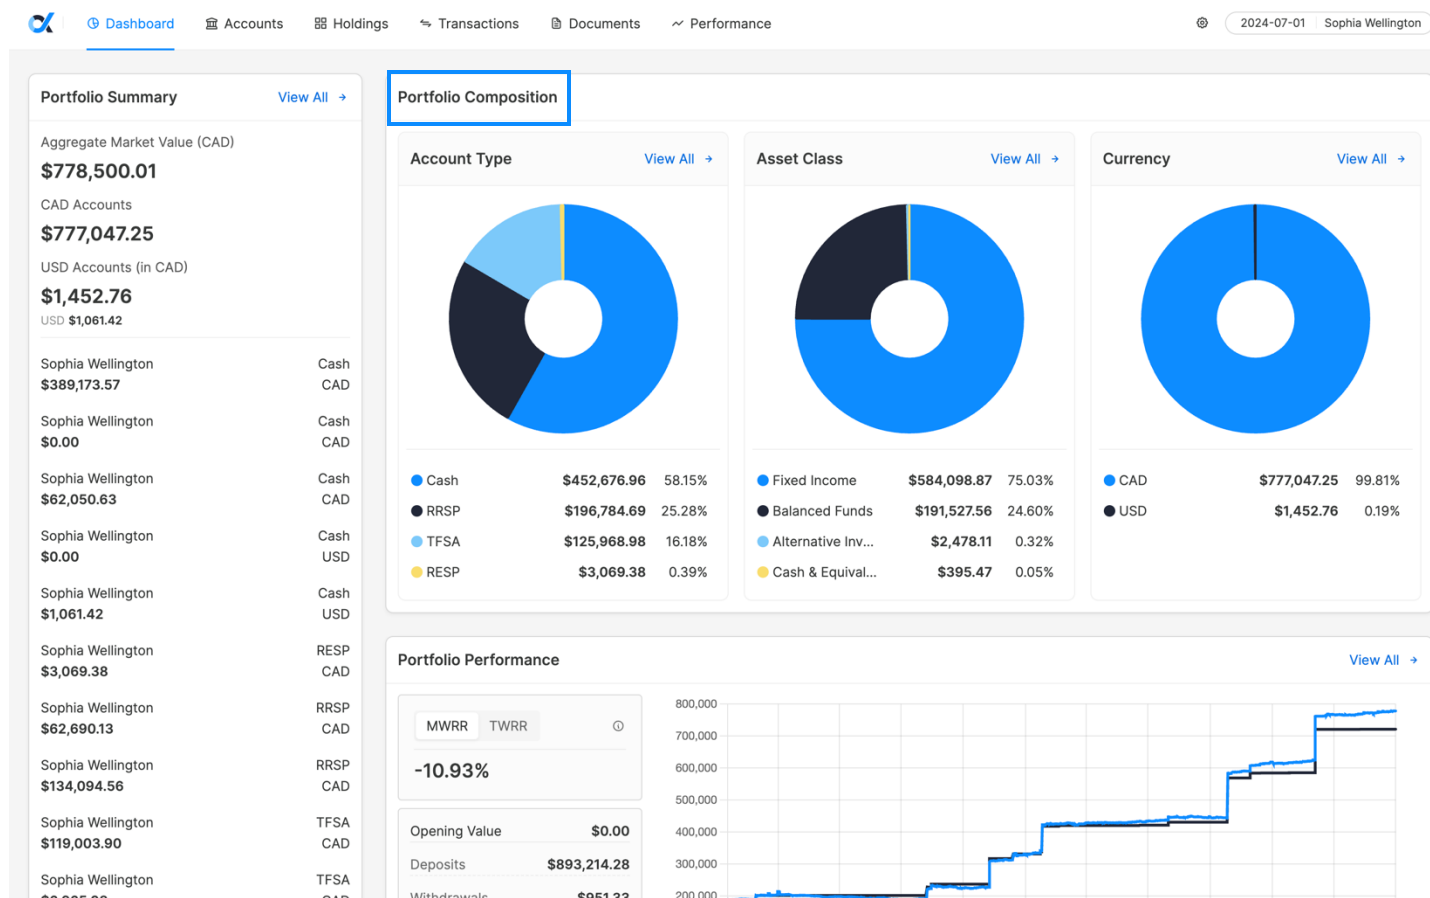 Dashboard Accounts Holdings Transactions Documents Performance 2024-07-01 Sophia Wellington
Portfolio Summary View All
Aggregate Market Value (CAD)
$778,500.01
CAD Accounts
$777,047.25
USD Accounts (in CAD)
$1,452.76
USD $1,061.42
Sophia Wellington Cash
$389,173.57 CAD
Sophia Wellington Cash
$0.00 CAD
Sophia Wellington Cash
$62,050.63 CAD
Sophia Wellington Cash
$0.00 USD
Sophia Wellington Cash
$1,061.42 USD
Sophia Wellington RESP
$3,069.38 CAD
Sophia Wellington RRSP
$62,690.13 CAD
Sophia Wellington RRSP
$134,094.56 CAD
Sophia Wellington TFSA
$119,003.90 CAD
Sophia Wellington TFSA
Portfolio Composition
Account Type View All
Cash $452,676.96 58.15%
RRSP $196,784.69 25.28%
TFSA $125,968.98 16.18%
RESP $3,069.38 0.39%
Asset Class View All
Fixed Income $584,098.87 75.03%
Balanced Funds $191,527.56 24.60%
Alternative Inv... $2,478.11 0.32%
Cash & Equival... $395.47 0.05%
Currency View All
CAD $777,047.25 99.81%
USD $1,452.76 0.19%
Portfolio Performance View All
MWRR TWRR
-10.93%
Opening Value $0.00
Deposits $893,214.28
Withdrawals $951.33
800,000
700,000
600,000
500,000
400,000
300,000
200,000